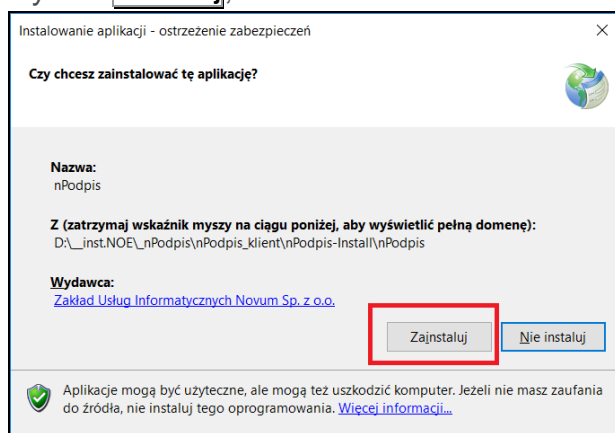 Instalowanie aplikacji - ostrzeżenie zabezpieczeń
Czy chcesz zainstalować tę aplikację?
Nazwa:
nPodpis
Z (zatrzymaj wskaźnik myszy na ciągu poniżej, aby wyświetlić pełną domenę):
D:\__inst.NOE\_nPodpis\nPodpis_klient\nPodpis-Install\nPodpis
Wydawca:
Zakład Usług Informatycznych Novum Sp. z o.o.
Zainstaluj Nie instaluj
Aplikacje mogą być użyteczne, ale mogą też uszkodzić komputer. Jeżeli nie masz zaufania
do źródła, nie instaluj tego oprogramowania. Więcej informacji...